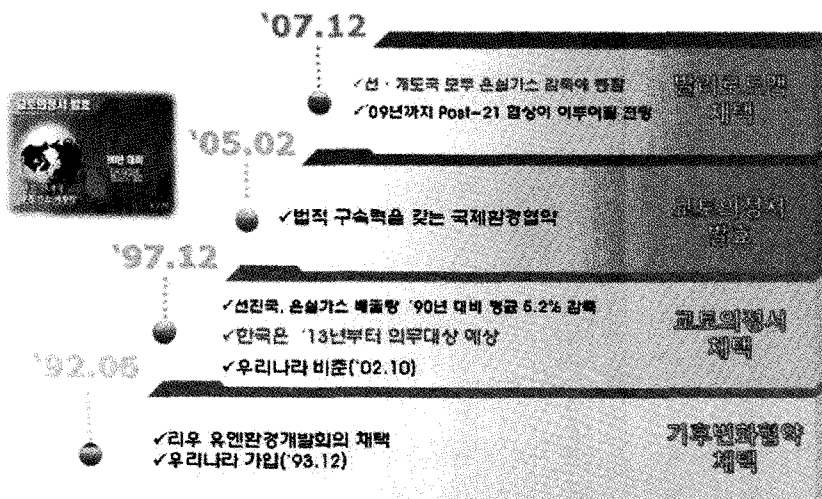 '07.12
✓선·개도국 모두 온실가스 감축에 동참
✓'09년까지 Post-21 협상이 이루어질 전망
발리로드맵
채택
교토의정서 발효
'05.02
✓법적 구속력을 갖는 국제환경협약
교토의정서
발효
'97.12
✓선진국, 온실가스 배출량 '90년 대비 평균 5.2% 감축
✓한국은 '13년부터 의무대상 예상
✓우리나라 비준('02.10)
교토의정서
채택
'92.06
✓리우 유엔환경개발회의 채택
✓우리나라 가입('93.12)
기후변화협약
채택